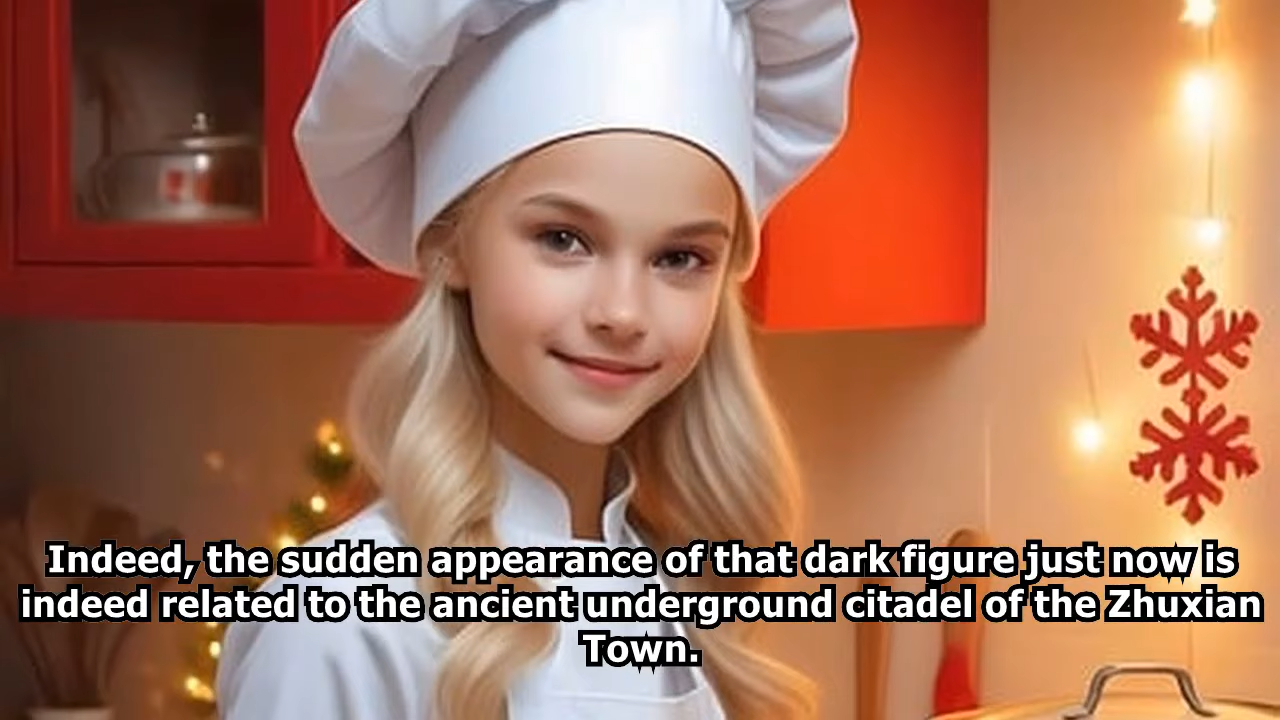 Indeed, the sudden appearance of that dark figure just now is
indeed related to the ancient underground citadel of the Zhuxian
Town.